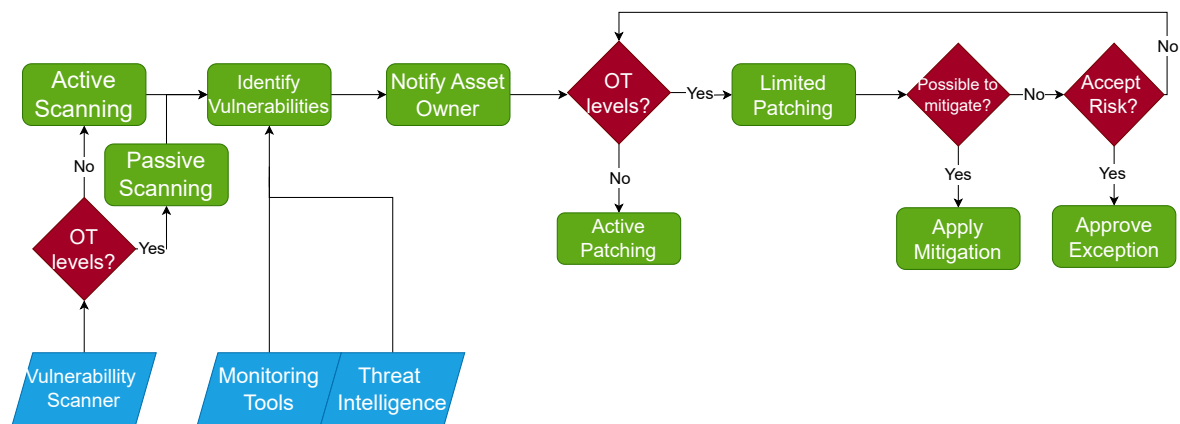 Active
Scanning
Identify
Vulnerabilities
Notify Asset
Owner
OT
levels?
Yes
Limited
Patching
Possible to
mitigate?
No
Accept
Risk?
No
No
Passive
Scanning
No
Yes
Yes
OT
levels?
Yes
Active
Patching
Apply
Mitigation
Approve
Exception
Vulnerabillity
Scanner
Monitoring
Tools
Threat
Intelligence